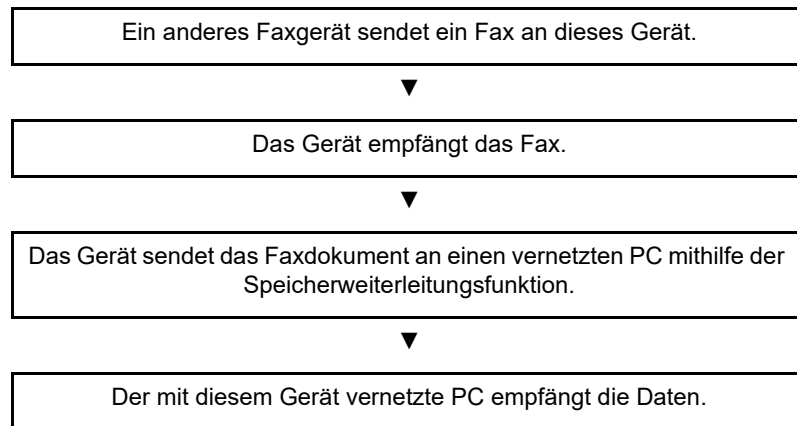 Ein anderes Faxgerät sendet ein Fax an dieses Gerät.
▼
Das Gerät empfängt das Fax.
▼
Das Gerät sendet das Faxdokument an einen vernetzten PC mithilfe der
Speicherweiterleitungsfunktion.
▼
Der mit diesem Gerät vernetzte PC empfängt die Daten.